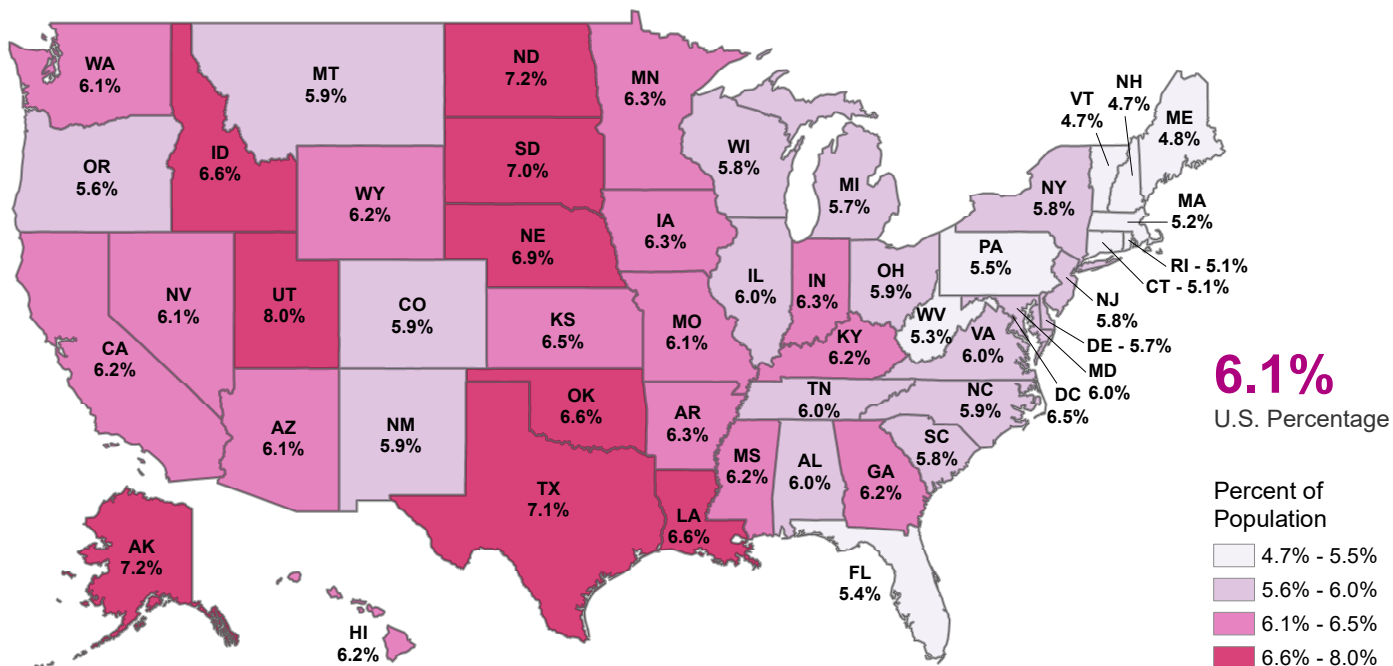 WA
6.1%
MT
5.9%
ND
7.2%
MN
6.3%
VT
4.7%
NH
4.7%
ME
4.8%
OR
5.6%
ID
6.6%
WY
6.2%
SD
7.0%
WI
5.8%
MI
5.7%
NY
5.8%
MA
5.2%
RI - 5.1%
CT - 5.1%
NE
6.9%
IA
6.3%
IL
6.0%
IN
6.3%
OH
5.9%
PA
5.5%
NJ
5.8%
DE - 5.7%
MD
6.0%
DC
6.5%
CA
6.2%
NV
6.1%
UT
8.0%
CO
5.9%
KS
6.5%
MO
6.1%
KY
6.2%
WV
5.3%
VA
6.0%
AZ
6.1%
NM
5.9%
OK
6.6%
AR
6.3%
TN
6.0%
NC
5.9%
SC
5.8%
TX
7.1%
LA
6.6%
MS
6.2%
AL
6.0%
GA
6.2%
FL
5.4%
AK
7.2%
HI
6.2%
6.1%
U.S. Percentage
Percent of
Population
4.7% - 5.5%
5.6% - 6.0%
6.1% - 6.5%
6.6% - 8.0%